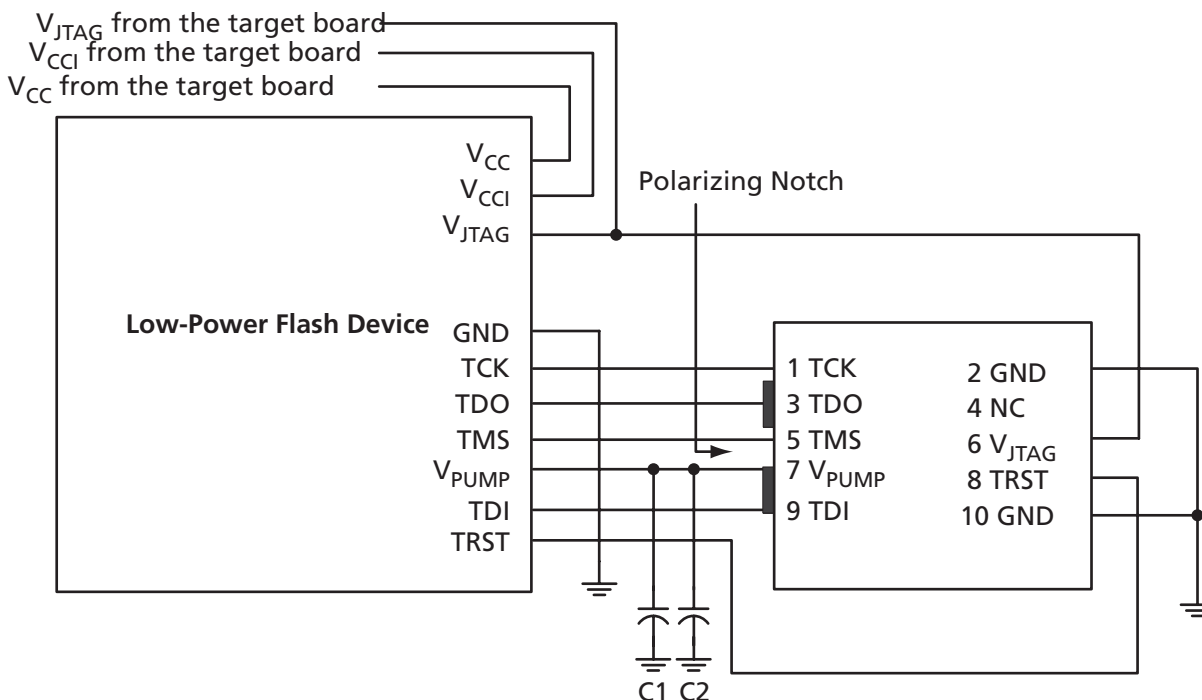 VJTAG from the target board
VCCI from the target board
VCC from the target board
VCC
VCCI
VJTAG
Polarizing Notch
Low-Power Flash Device
GND
TCK
TDO
TMS
VPUMP
TDI
TRST
1 TCK
3 TDO
5 TMS
7 VPUMP
9 TDI
2 GND
4 NC
6 VJTAG
8 TRST
10 GND
C1 C2